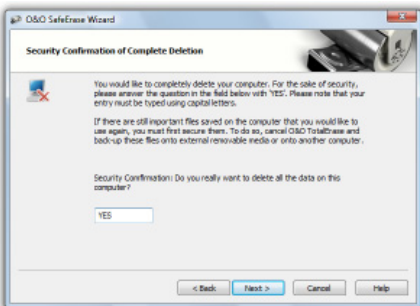 O&O SafeErase Wizard
Security Confirmation of Complete Deletion
You would like to completely delete your computer. For the sake of security,
please answer the question in the field below with 'YES'. Please note that your
entry must be typed using capital letters.
If there are still important files saved on the computer that you would like to
use again, you must first secure them. To do so, cancel O&O TotalErase and
back-up these files onto external removable media or onto another computer.
Security Comfirmation: Do you really want to delete all the data on this
computer?
YES
< Back
Next >
Cancel
Help